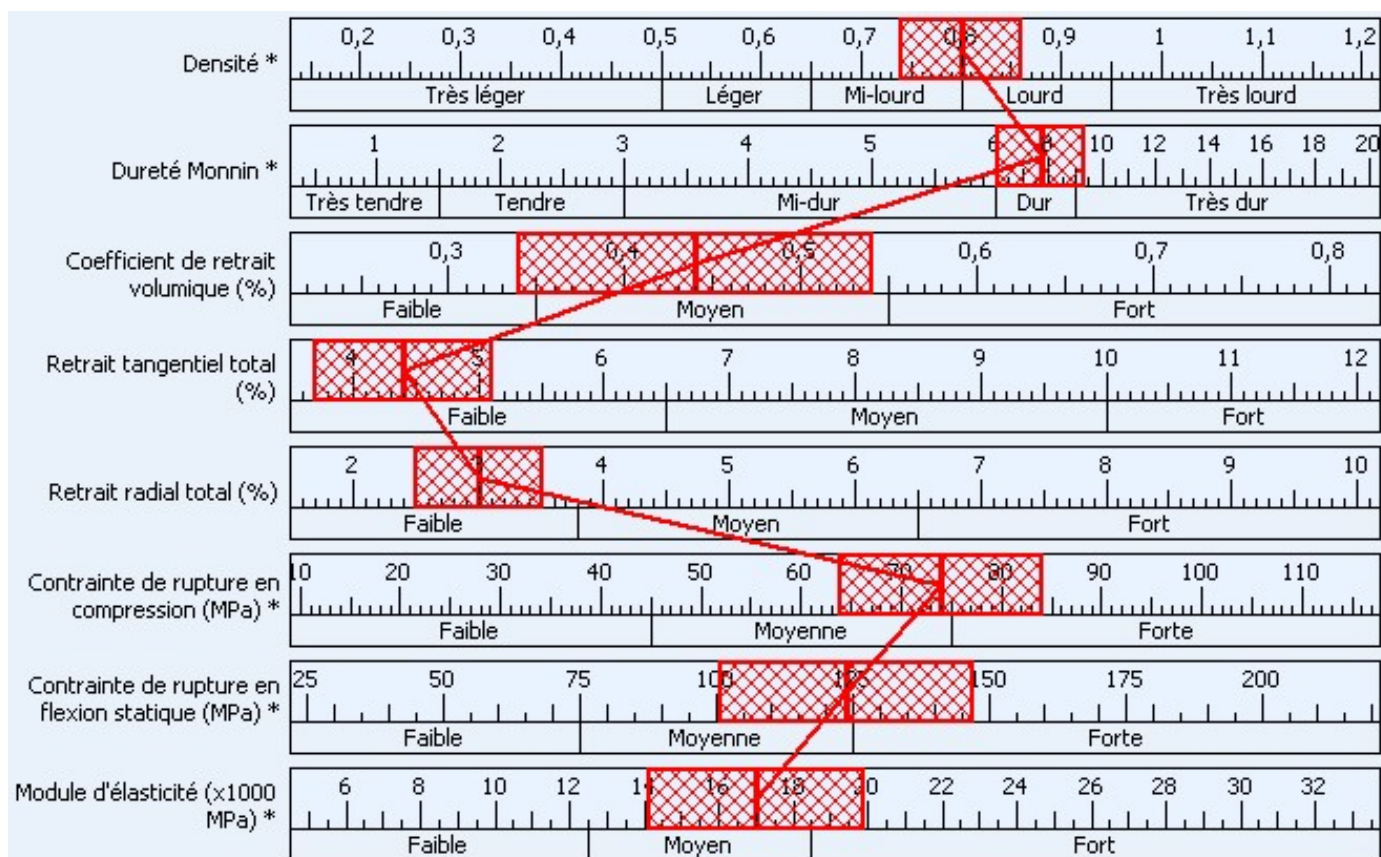 0,2 0,3 0,4 0,5 0,6 0,7 0,8 0,9 1 1,1 1,2
Densité *
Très léger Léger Mi-lourd Lourd Très lourd
1 2 3 4 5 6 8 10 12 14 16 18 20
Dureté Monnin *
Très tendre Tendre Mi-dur Dur Très dur
0,3 0,4 0,5 0,6 0,7 0,8
Coefficient de retrait
volumique (%)
Faible Moyen Fort
4 5 6 7 8 9 10 11 12
Retrait tangentiel total
(%)
Faible Moyen Fort
2 3 4 5 6 7 8 9 10
Retrait radial total (%)
Faible Moyen Fort
10 20 30 40 50 60 70 80 90 100 110
Contrainte de rupture en
compression (MPa) *
Faible Moyenne Forte
25 50 75 100 125 150 175 200
Contrainte de rupture en
flexion statique (MPa) *
Faible Moyenne Forte
6 8 10 12 14 16 18 20 22 24 26 28 30 32
Module d'élasticité (x1000
MPa) *
Faible Moyen Fort